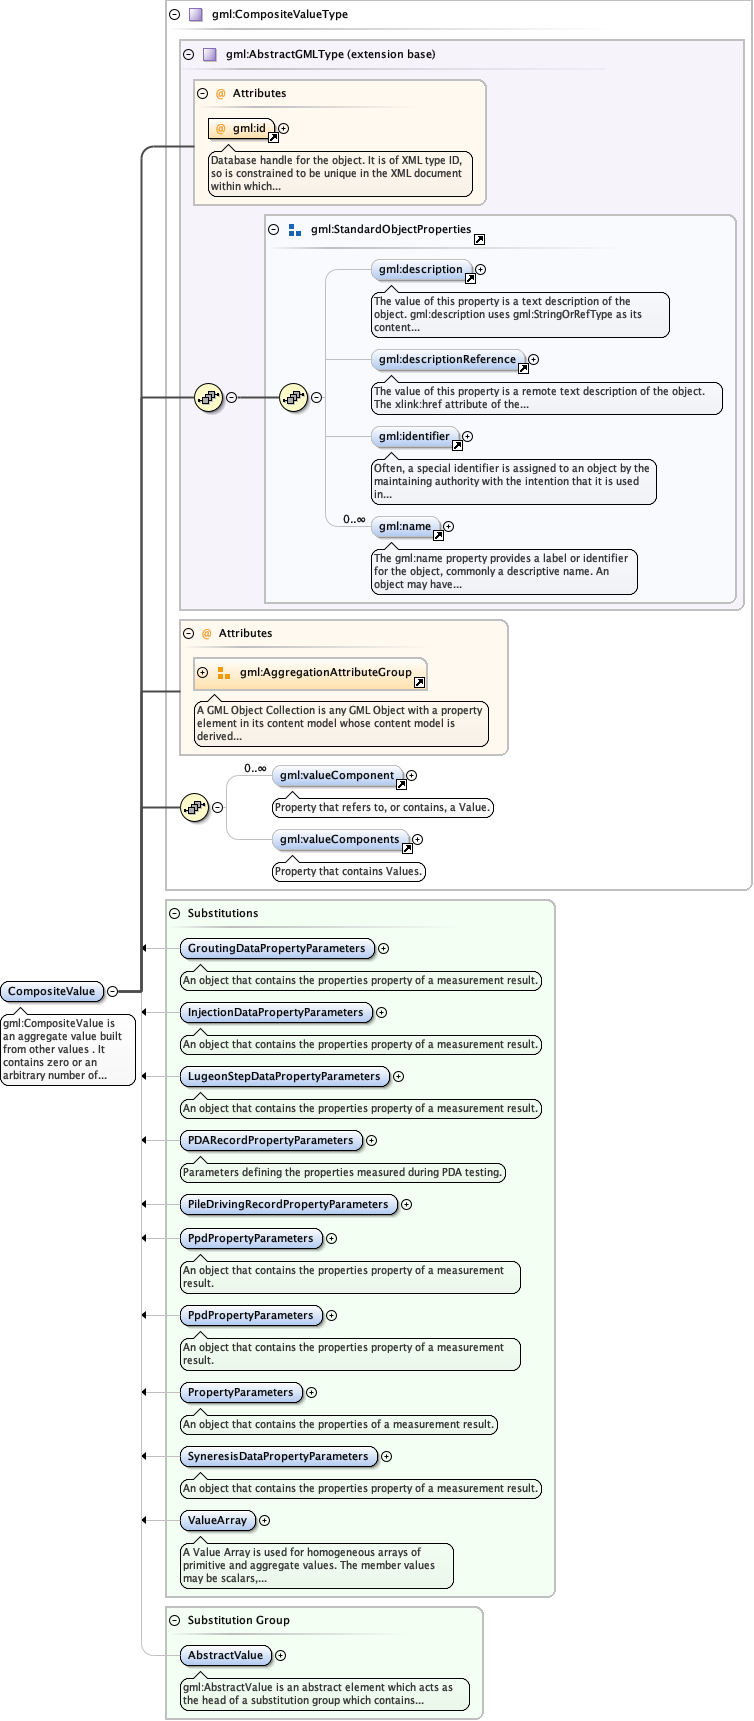 gml:CompositeValueType
gml:AbstractGMLType (extension base)
@ Attributes
@ gml:id
Database handle for the object. It is of XML type ID,
so is constrained to be unique in the XML document
within which...
gml:StandardObjectProperties
gml:description
The value of this property is a text description of the
object. gml:description uses gml:StringOrRefType as its
content...
gml:descriptionReference
The value of this property is a remote text description of the object.
The xlink:href attribute of the...
gml:identifier
Often, a special identifier is assigned to an object by the
maintaining authority with the intention that it is used
in...
0..∞
gml:name
The gml:name property provides a label or identifier
for the object, commonly a descriptive name. An
object may have...
@ Attributes
gml:AggregationAttributeGroup
A GML Object Collection is any GML Object with a property
element in its content model whose content model is
derived...
0..∞
gml:valueComponent
Property that refers to, or contains, a Value.
gml:valueComponents
Property that contains Values.
CompositeValue
gml:CompositeValue is
an aggregate value built
from other values . It
contains zero or an
arbitrary number of...
Substitutions
GroutingDataPropertyParameters
An object that contains the properties property of a measurement result.
InjectionDataPropertyParameters
An object that contains the properties property of a measurement result.
LugeonStepDataPropertyParameters
An object that contains the properties property of a measurement result.
PDARecordPropertyParameters
Parameters defining the properties measured during PDA testing.
PileDrivingRecordPropertyParameters
PpdPropertyParameters
An object that contains the properties property of a measurement
result.
PpdPropertyParameters
An object that contains the properties property of a measurement
result.
PropertyParameters
An object that contains the properties of a measurement result.
SyneresisDataPropertyParameters
An object that contains the properties property of a measurement result.
ValueArray
A Value Array is used for homogeneous arrays of
primitive and aggregate values. The member values
may be scalars,...
Substitution Group
AbstractValue
gml:AbstractValue is an abstract element which acts as
the head of a substitution group which contains...